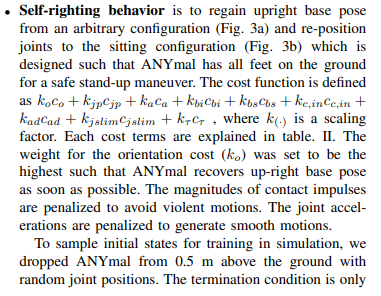 • Self-righting behavior is to regain upright base pose
from an arbitrary configuration (Fig. 3a) and re-position
joints to the sitting configuration (Fig. 3b) which is
designed such that ANYmal has all feet on the ground
for a safe stand-up maneuver. The cost function is defined
as k_o c_o + k_{jp} c_{jp} + k_a c_a + k_{bi} c_{bi} + k_{bs} c_{bs} + k_{c,in} c_{c,in} +
k_{ad} c_{ad} + k_{jslim} c_{jslim} + k_τ c_τ , where k_{(·)} is a scaling
factor. Each cost terms are explained in table. II. The
weight for the orientation cost (k_o) was set to be the
highest such that ANYmal recovers up-right base pose
as soon as possible. The magnitudes of contact impulses
are penalized to avoid violent motions. The joint accel-
erations are penalized to generate smooth motions.
To sample initial states for training in simulation, we
dropped ANYmal from 0.5 m above the ground with
random joint positions. The termination condition is only